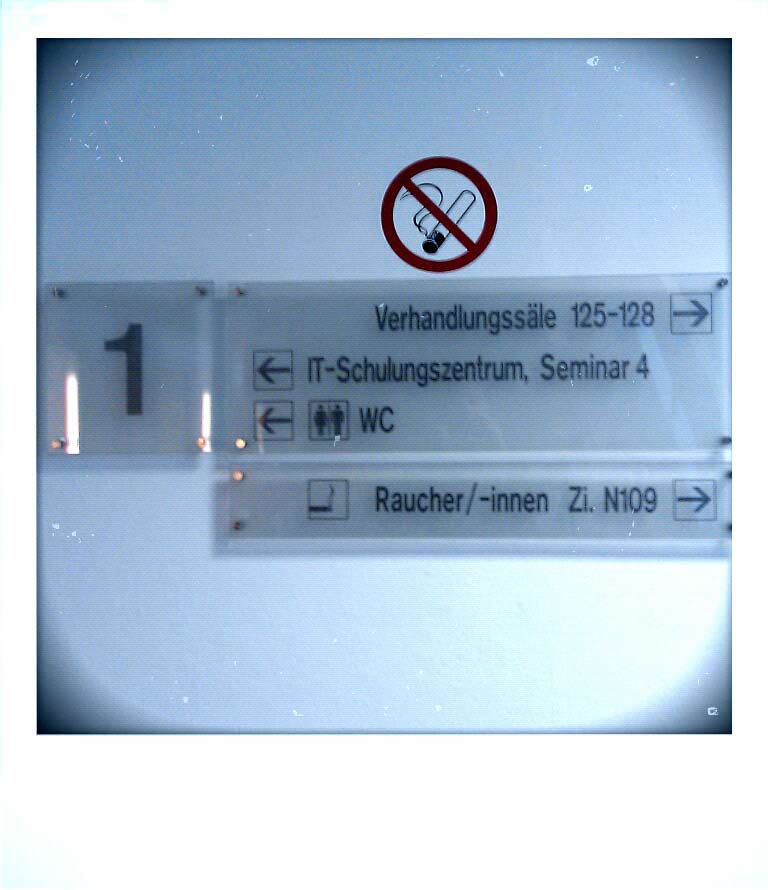 1
Verhandlungssäle 125-128 →
← IT-Schulungszentrum, Seminar 4
← WC
Raucher/-innen Zi. N109 →